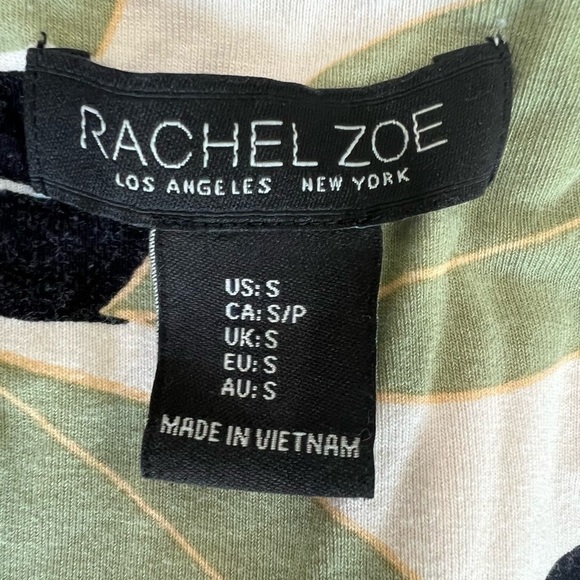 RACHEL ZOE
LOS ANGELES NEW YORK
US: S
CA: S/P
UK: S
EU: S
AU: S
MADE IN VIETNAM